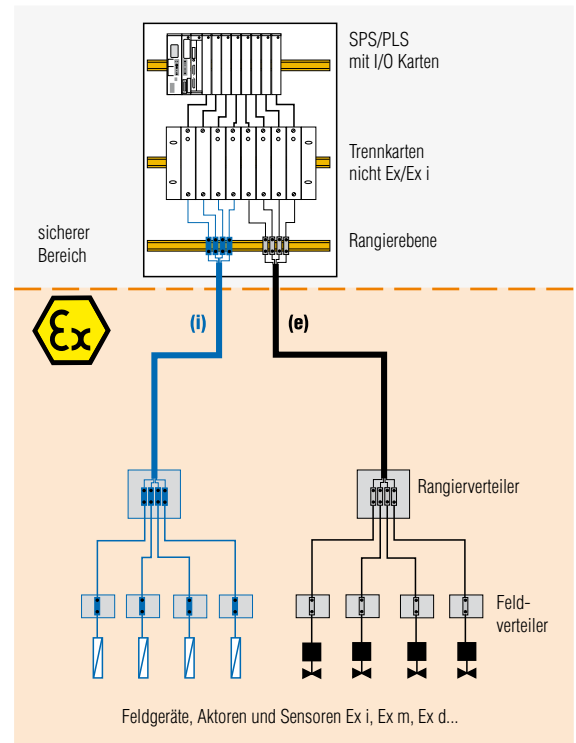 SPS/PLS
mit I/O Karten
Trennkarten
nicht Ex/Ex i
sicherer
Bereich
Rangierebene
Ex
(i)
(e)
Rangierverteiler
Feld-
verteiler
Feldgeräte, Aktoren und Sensoren Ex i, Ex m, Ex d...